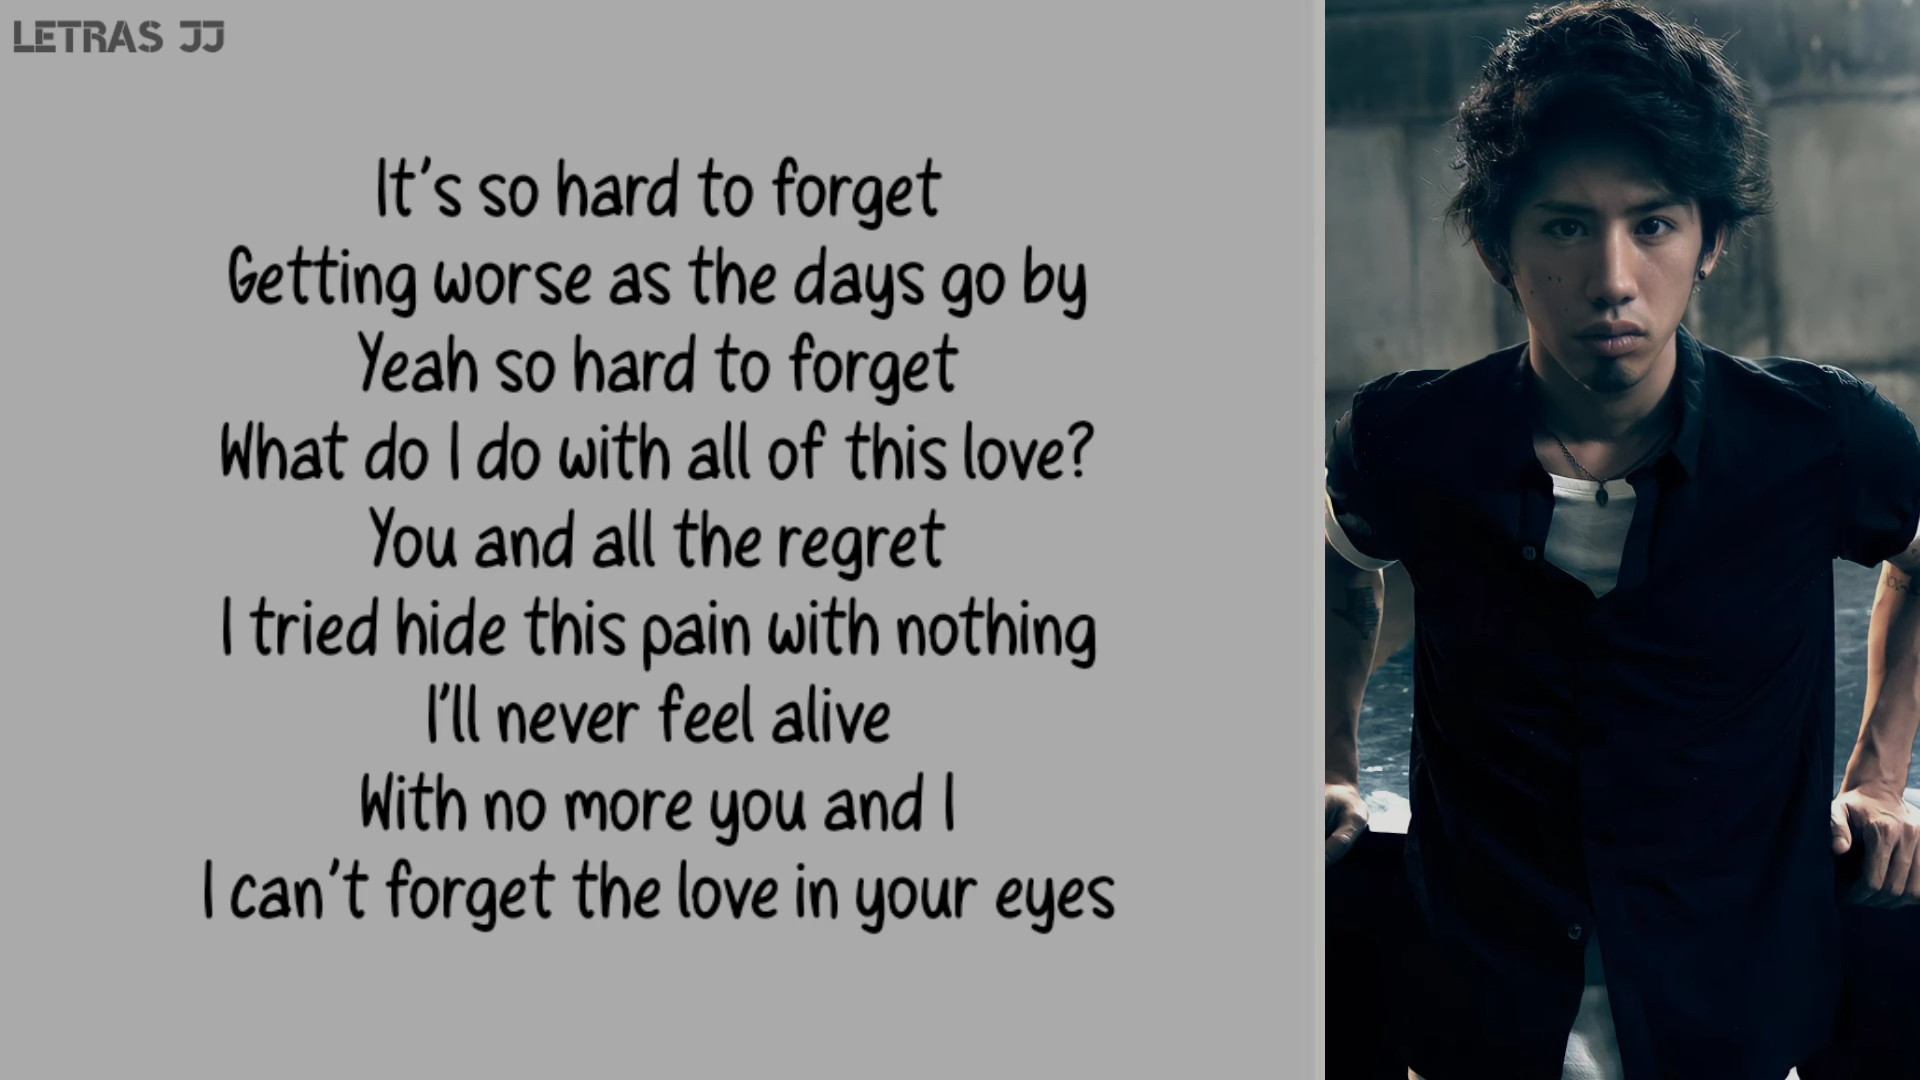 LETRAS JJ
It's so hard to forget
Getting worse as the days go by
Yeah so hard to forget
What do I do with all of this love?
You and all the regret
I tried hide this pain with nothing
I'll never feel alive
With no more you and I
I can't forget the love in your eyes